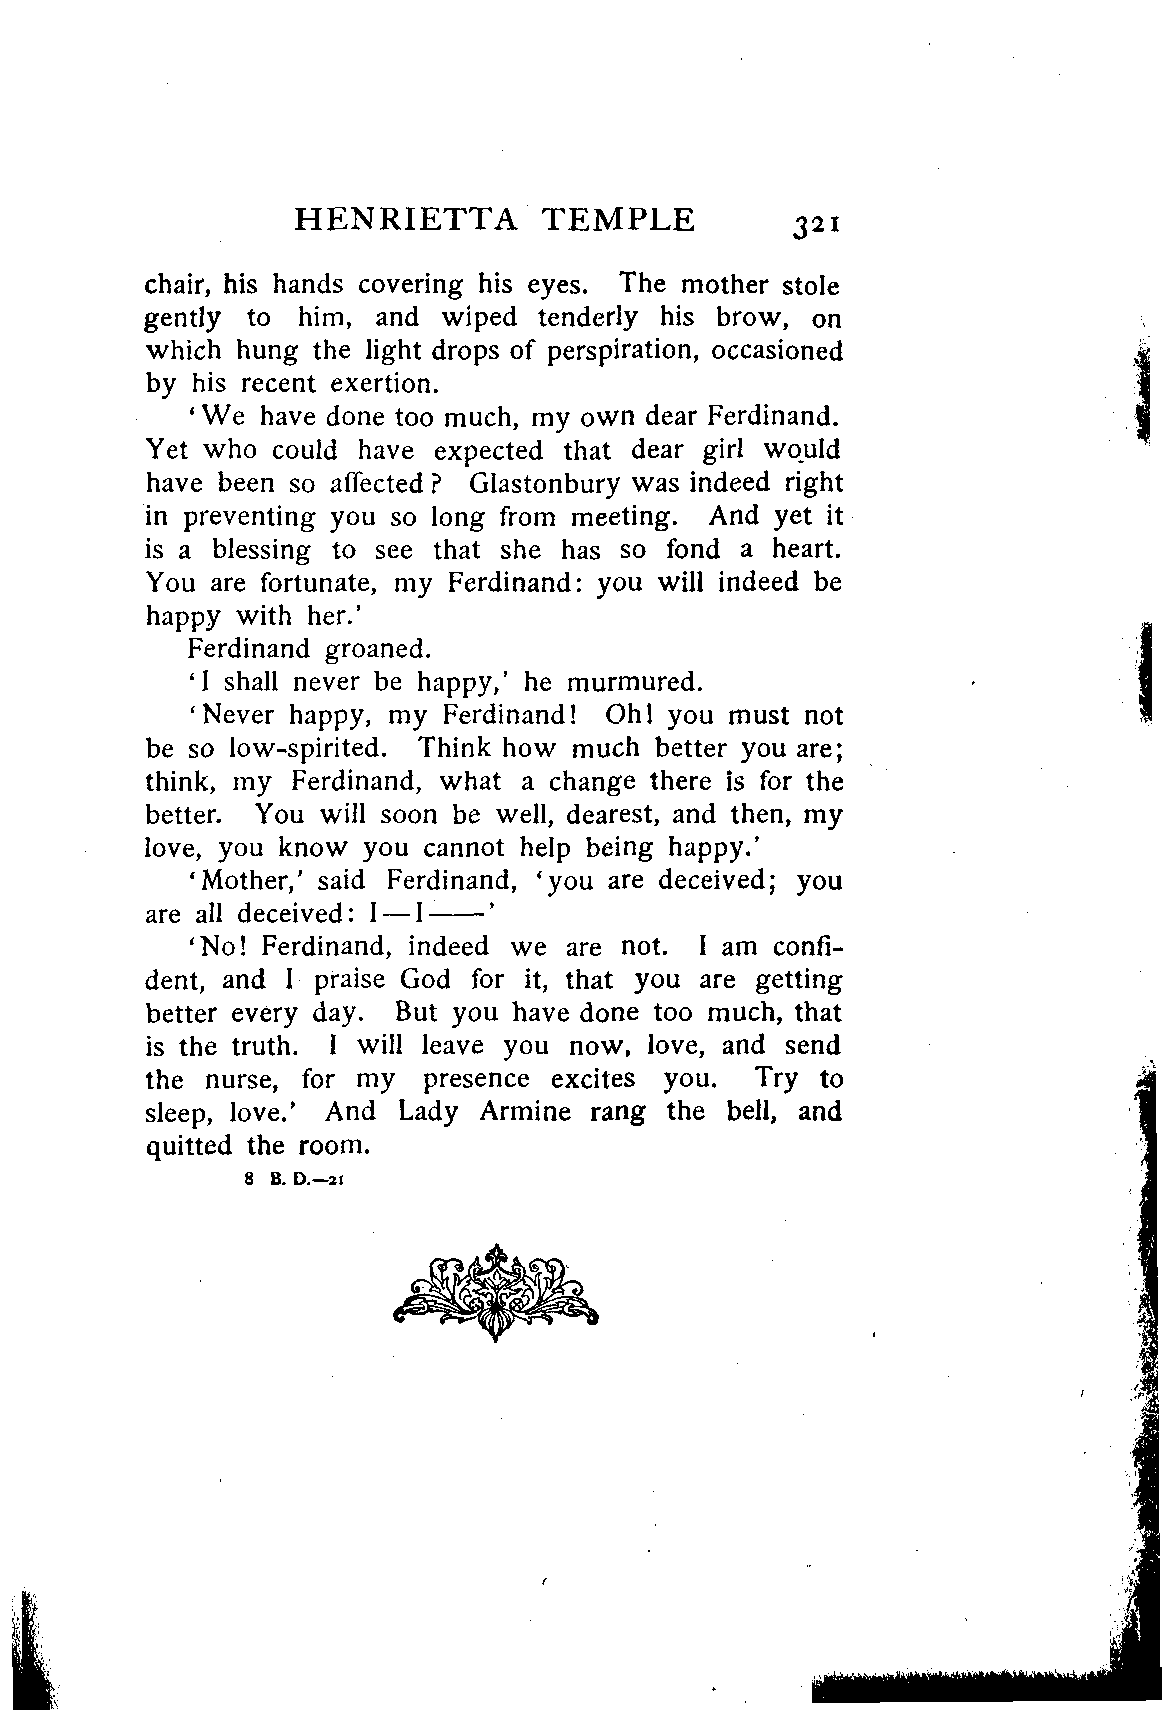 HENRIETTA TEMPLE 321
chair, his hands covering his eyes. The mother stole
gently to him, and wiped tenderly his brow, on
which hung the light drops of perspiration, occasioned
by his recent exertion.
‘We have done too much, my own dear Ferdinand.
Yet who could have expected that dear girl would
have been so affected? Glastonbury was indeed right
in preventing you so long from meeting. And yet it
is a blessing to see that she has so fond a heart.
You are fortunate, my Ferdinand: you will indeed be
happy with her.’
Ferdinand groaned.
‘I shall never be happy,’ he murmured.
‘Never happy, my Ferdinand! Oh! you must not
be so low-spirited. Think how much better you are;
think, my Ferdinand, what a change there is for the
better. You will soon be well, dearest, and then, my
love, you know you cannot help being happy.’
‘Mother,’ said Ferdinand, ‘you are deceived; you
are all deceived: I—I——’
‘No! Ferdinand, indeed we are not. I am confi-
dent, and I praise God for it, that you are getting
better every day. But you have done too much, that
is the truth. I will leave you now, love, and send
the nurse, for my presence excites you. Try to
sleep, love.’ And Lady Armine rang the bell, and
quitted the room.
8 B. D.—21